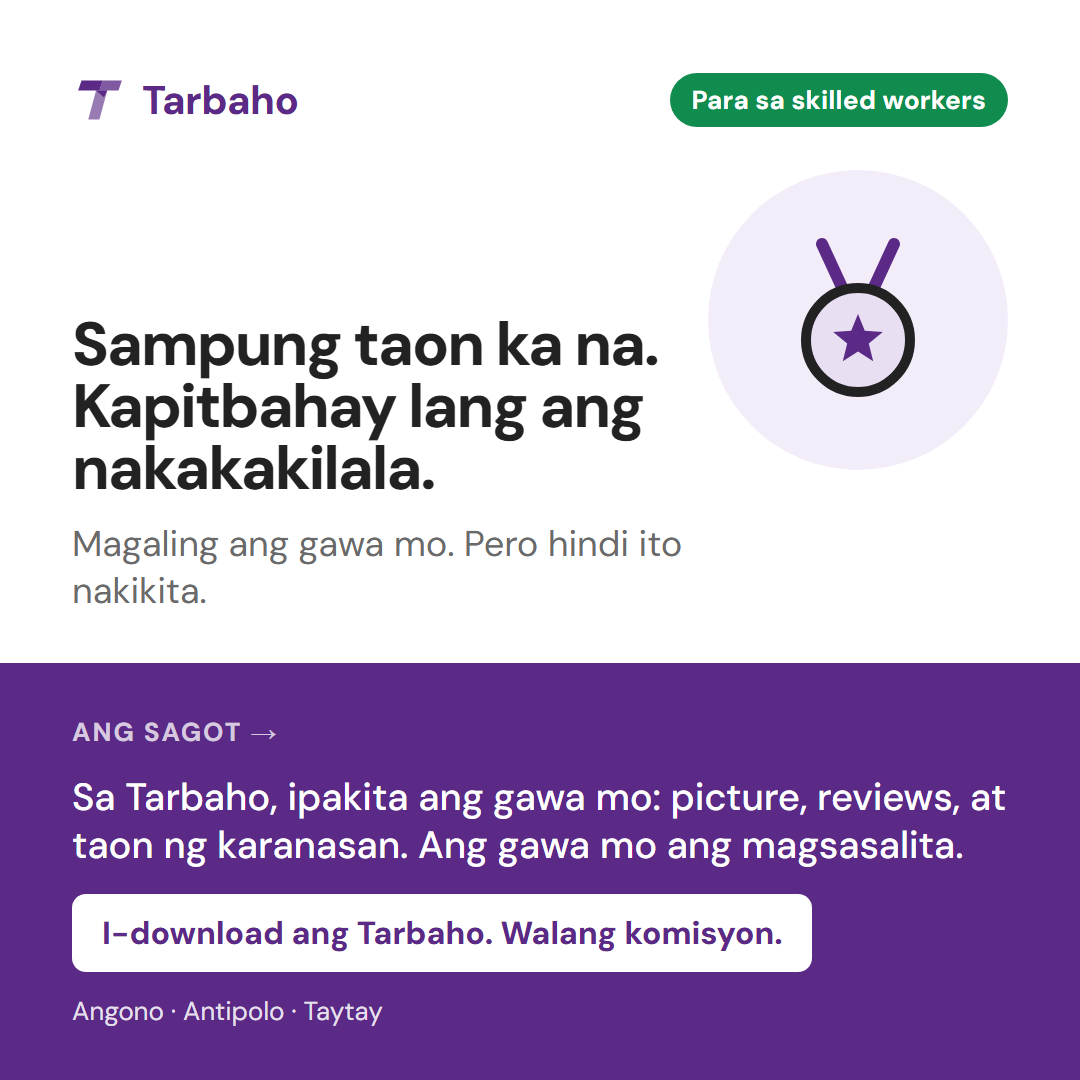 Tarbaho
Para sa skilled workers
Sampung taon ka na.
Kapitbahay lang ang
nakakakilala.
Magaling ang gawa mo. Pero hindi ito
nakikita.
ANG SAGOT →
Sa Tarbaho, ipakita ang gawa mo: picture, reviews, at
taon ng karanasan. Ang gawa mo ang magsasalita.
I-download ang Tarbaho. Walang komisyon.
Angono · Antipolo · Taytay